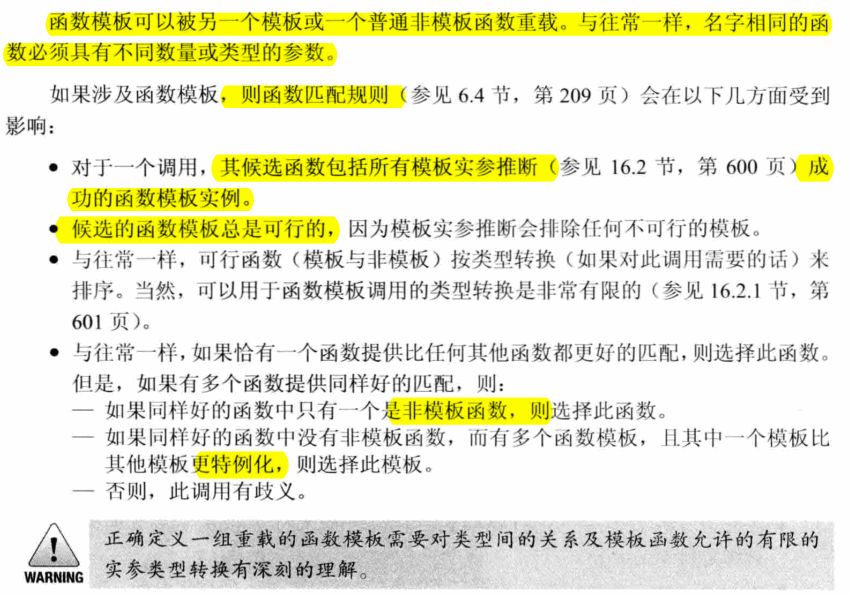 函数模板可以被另一个模板或一个普通非模板函数重载。与往常一样，名字相同的函
数必须具有不同数量或类型的参数。
如果涉及函数模板，则函数匹配规则（参见 6.4 节，第 209 页）会在以下几方面受到
影响：
● 对于一个调用，其候选函数包括所有模板实参推断（参见 16.2 节，第 600 页）成
功的函数模板实例。
● 候选的函数模板总是可行的，因为模板实参推断会排除任何不可行的模板。
● 与往常一样，可行函数（模板与非模板）按类型转换（如果对此调用需要的话）来
排序。当然，可以用于函数模板调用的类型转换是非常有限的（参见 16.2.1 节，第
601 页）。
● 与往常一样，如果恰有一个函数提供比任何其他函数都更好的匹配，则选择此函数。
但是，如果有多个函数提供同样好的匹配，则：
— 如果同样好的函数中只有一个是非模板函数，则选择此函数。
— 如果同样好的函数中没有非模板函数，而有多个函数模板，且其中一个模板比
其他模板更特例化，则选择此模板。
— 否则，此调用有歧义。
正确定义一组重载的函数模板需要对类型间的关系及模板函数允许的有限的
实参类型转换有深刻的理解。
WARNING